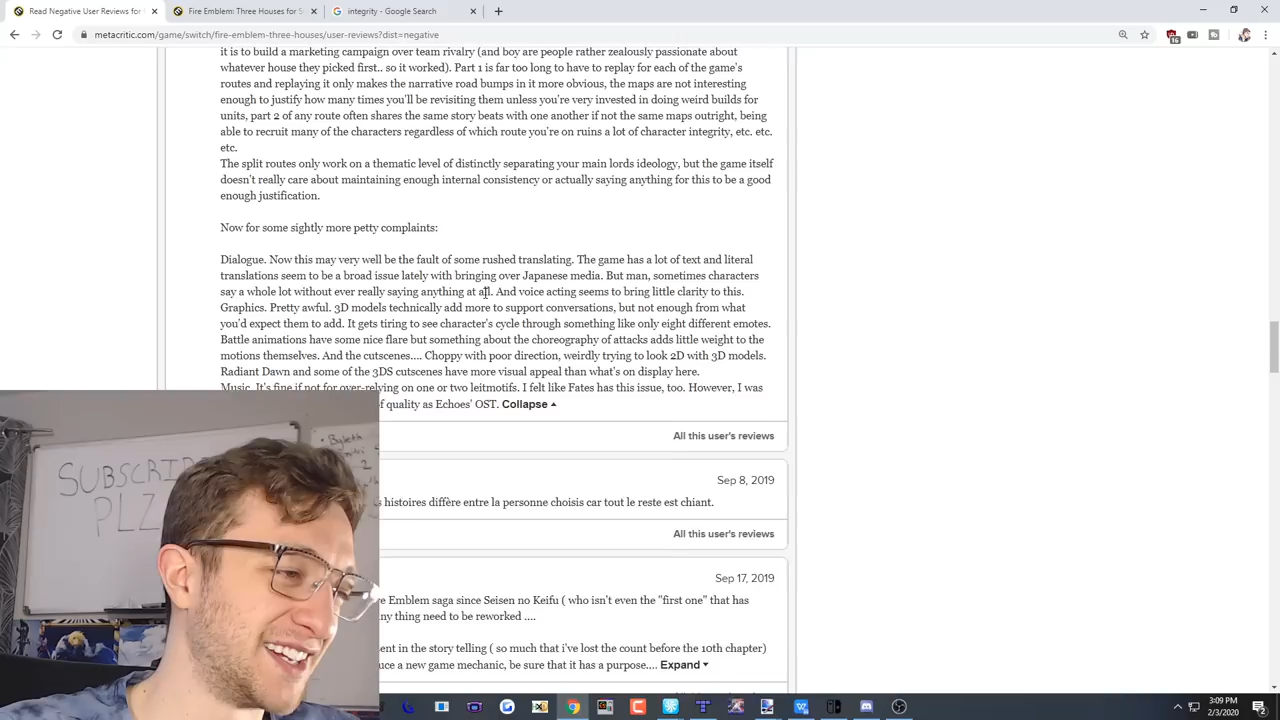 Read Negative User Reviews for
Fire Emblem: Three Houses for S
integrity - Google Search
metacritic.com/game/switch/fire-emblem-three-houses/user-reviews?dist=negative
it is to build a marketing campaign over team rivalry (and boy are people rather zealously passionate about
whatever house they picked first.. so it worked). Part 1 is far too long to have to replay for each of the game's
routes and replaying it only makes the narrative road bumps in it more obvious, the maps are not interesting
enough to justify how many times you'll be revisiting them unless you're very invested in doing weird builds for
units, part 2 of any route often shares the same story beats with one another if not the same maps outright, being
able to recruit many of the characters regardless of which route you're on ruins a lot of character integrity, etc. etc.
etc.
The split routes only work on a thematic level of distinctly separating your main lords ideology, but the game itself
doesn't really care about maintaining enough internal consistency or actually saying anything for this to be a good
enough justification.
Now for some sightly more petty complaints:
Dialogue. Now this may very well be the fault of some rushed translating. The game has a lot of text and literal
translations seem to be a broad issue lately with bringing over Japanese media. But man, sometimes characters
say a whole lot without ever really saying anything at all. And voice acting seems to bring little clarity to this.
Graphics. Pretty awful. 3D models technically add more to support conversations, but not enough from what
you'd expect them to add. It gets tiring to see character's cycle through something like only eight different emotes.
Battle animations have some nice flare but something about the choreography of attacks adds little weight to the
motions themselves. And the cutscenes.... Choppy with poor direction, weirdly trying to look 2D with 3D models.
Radiant Dawn and some of the 3DS cutscenes have more visual appeal than what's on display here.
Music. It's fine if not for over-relying on one or two leitmotifs. I felt like Fates has this issue, too. However, I was
of quality as Echoes' OST. Collapse
All this user's reviews
Sep 8, 2019
histoires diffère entre la personne choisis car tout le reste est chiant.
All this user's reviews
Sep 17, 2019
Emblem saga since Seisen no Keifu ( who isn't even the "first one" that has
any thing need to be reworked ....
in the story telling ( so much that i've lost the count before the 10th chapter)
a new game mechanic, be sure that it has a purpose.... Expand
SUBSCRIBE
PLZ
Byleth
3:09 PM
2/3/2020